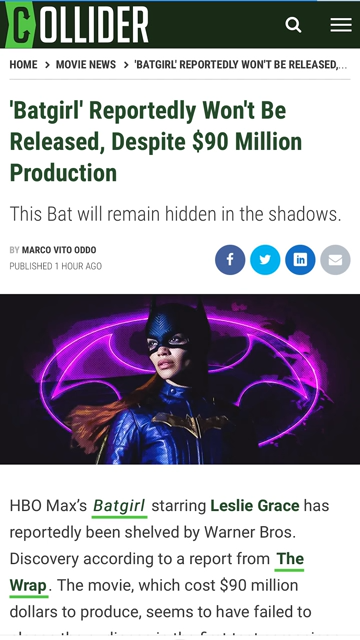 COLLIDER
HOME > MOVIE NEWS > 'BATGIRL' REPORTEDLY WON'T BE RELEASED,...
'Batgirl' Reportedly Won't Be
Released, Despite $90 Million
Production
This Bat will remain hidden in the shadows.
BY MARCO VITO ODDO
PUBLISHED 1 HOUR AGO
HBO Max's Batgirl starring Leslie Grace has
reportedly been shelved by Warner Bros.
Discovery according to a report from The
Wrap. The movie, which cost $90 million
dollars to produce, seems to have failed to